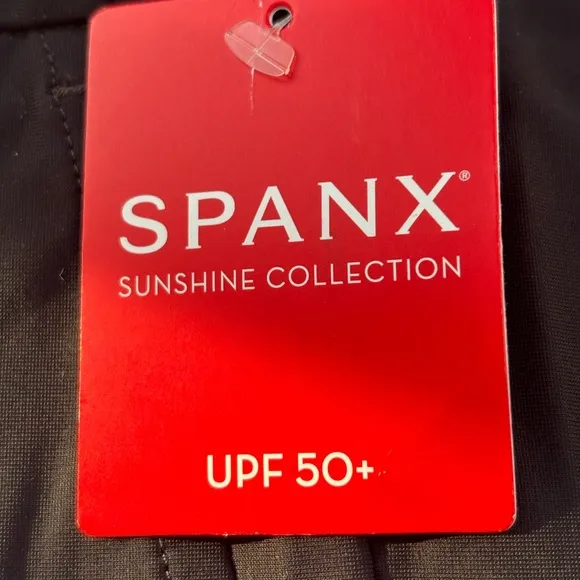 SPANX®
SUNSHINE COLLECTION
UPF 50+